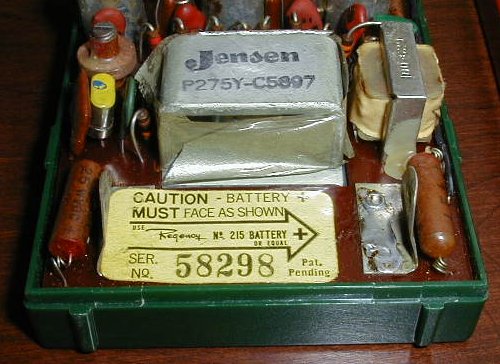 Jensen
P275Y-C5897
CAUTION - BATTERY +
MUST FACE AS SHOWN
USE Regency No. 215 BATTERY +
OR EQUAL
SER. NO. 58298 Pat. Pending